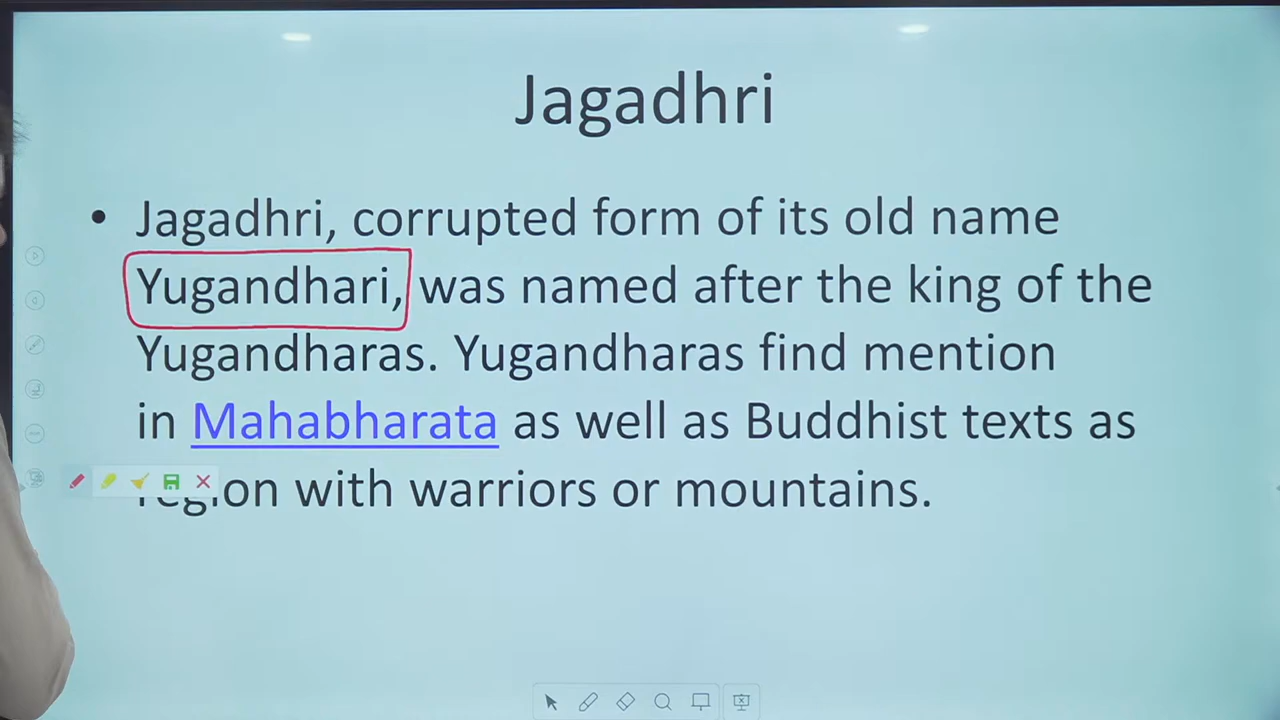 Jagadhri
• Jagadhri, corrupted form of its old name
Yugandhari, was named after the king of the
Yugandharas. Yugandharas find mention
in Mahabharata as well as Buddhist texts as
region with warriors or mountains.